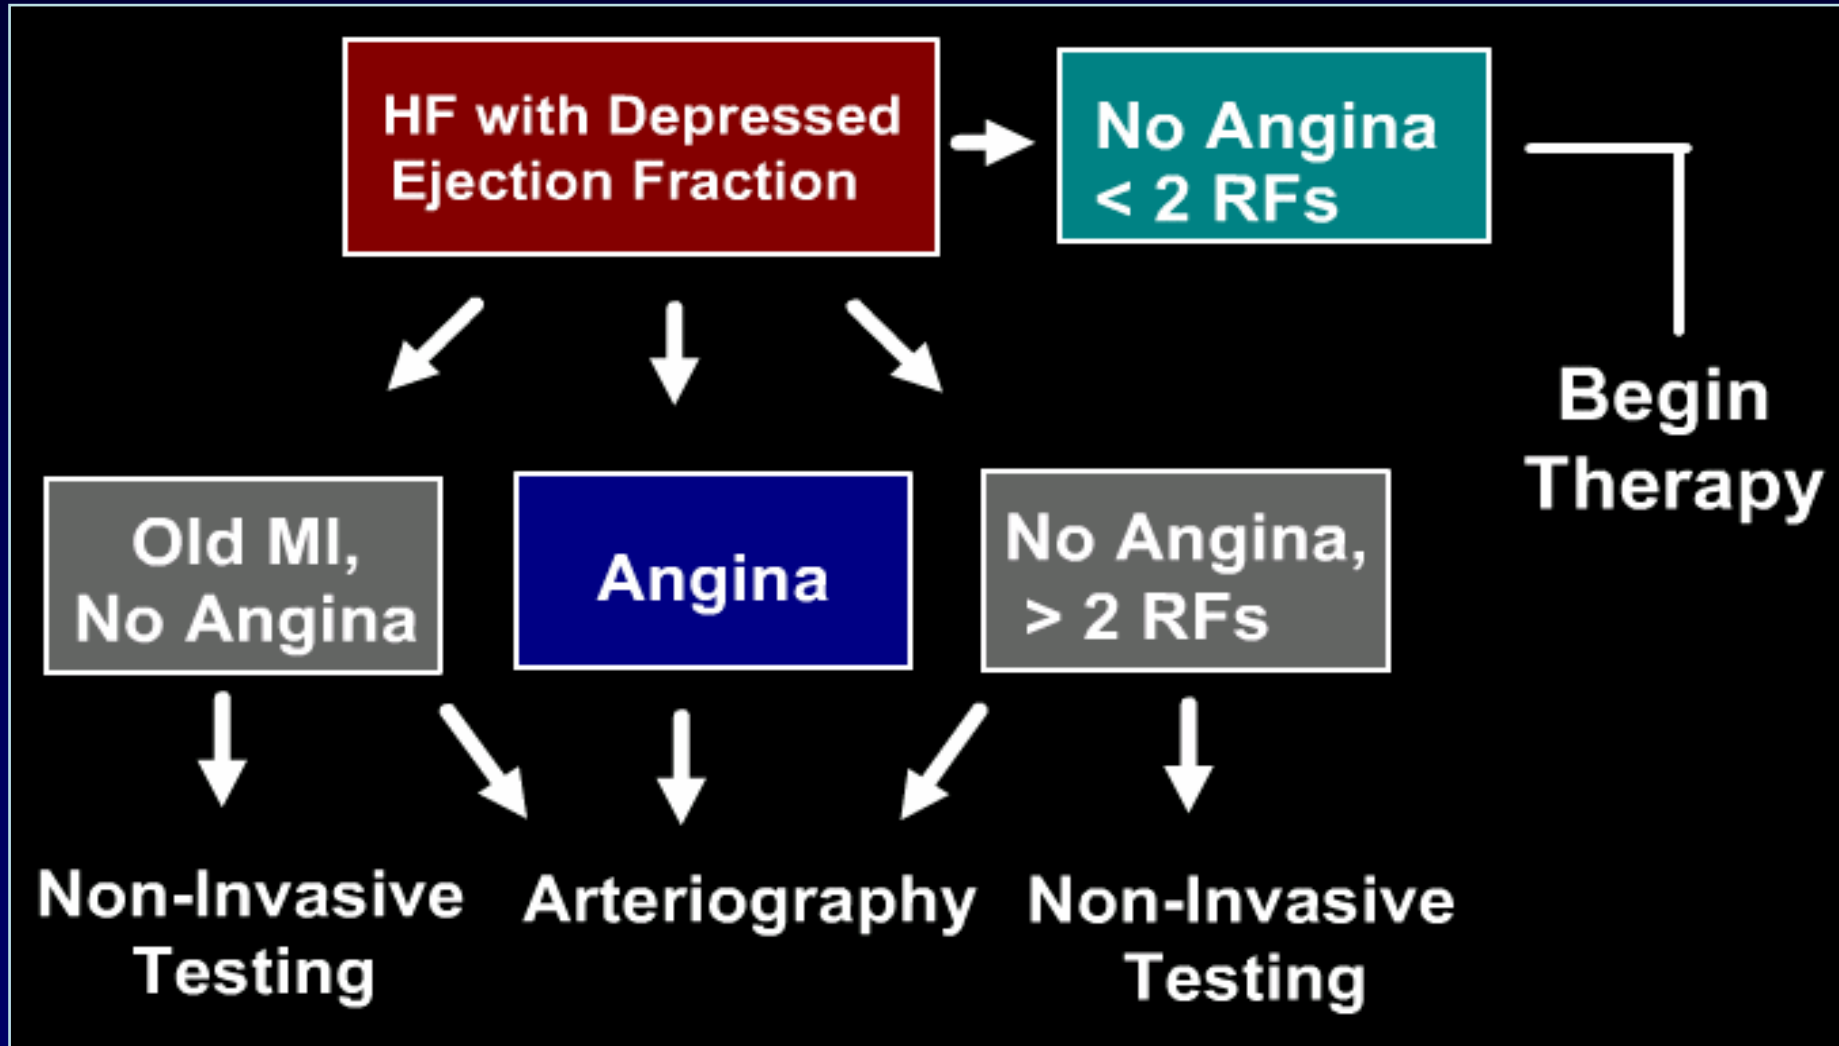 HF with Depressed
Ejection Fraction
No Angina
< 2 RFs
Begin
Therapy
Old MI,
No Angina
Angina
No Angina,
> 2 RFs
Non-Invasive
Testing
Arteriography
Non-Invasive
Testing